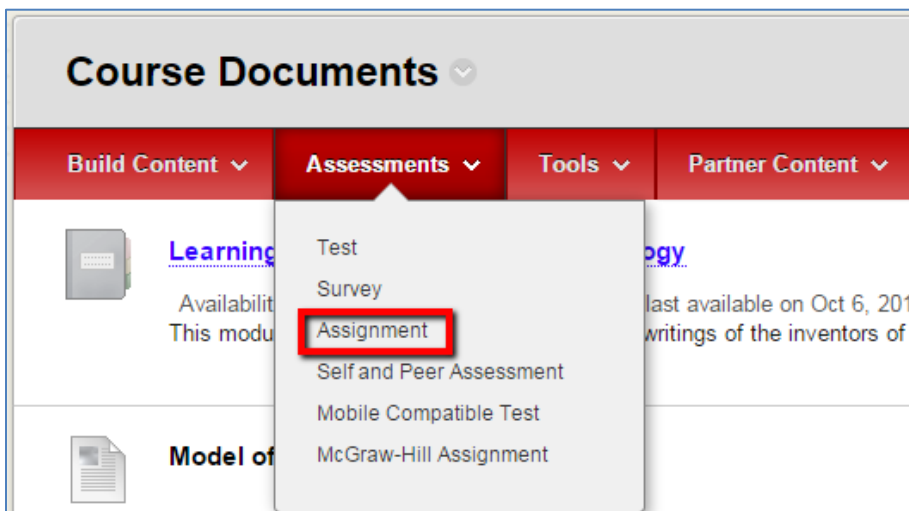 Course Documents
Build Content Assessments Tools Partner Content
Learning ogy
Test
Survey
Availabilit last available on Oct 6, 201
Assignment
This modu writings of the inventors of
Self and Peer Assessment
Mobile Compatible Test
McGraw-Hill Assignment
Model of